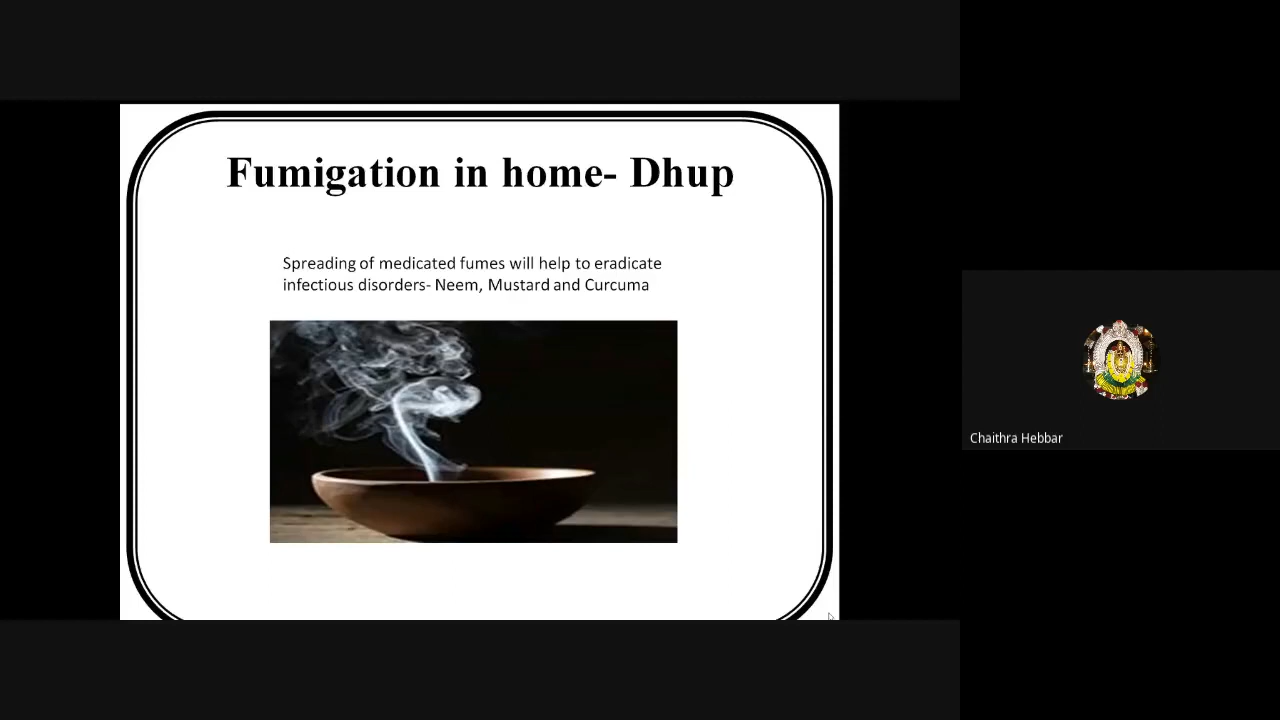 Fumigation in home- Dhup
Spreading of medicated fumes will help to eradicate
infectious disorders- Neem, Mustard and Curcuma
Chaithra Hebbar